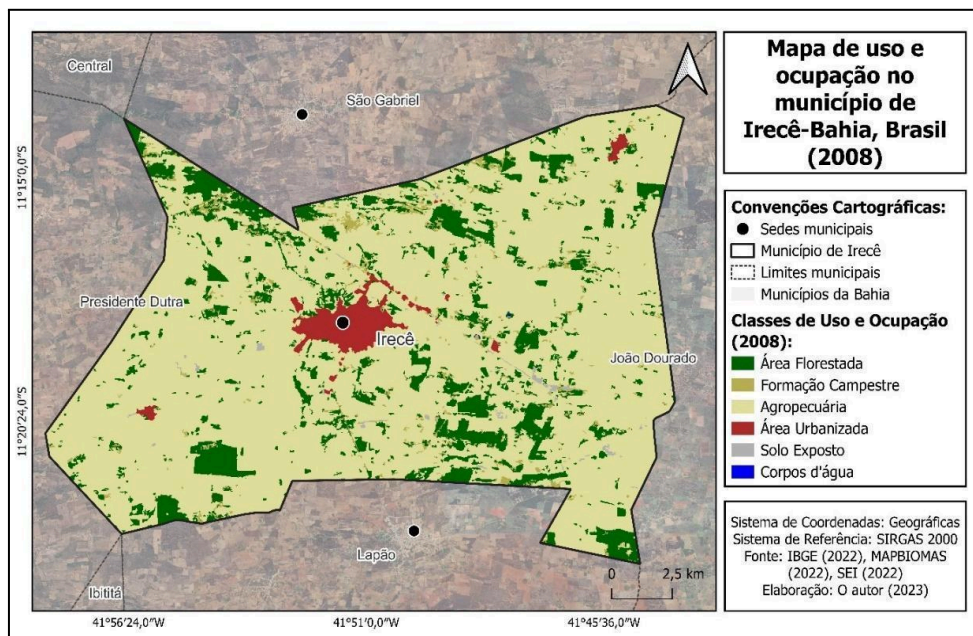 Mapa de uso e
ocupação no
município de
Irecê-Bahia, Brasil
(2008)
Central
São Gabriel
Presidente Dutra
Irecê
João Dourado
Lapão
Ibititá
11°15'0,0"S
11°20'24,0"S
41°56'24,0"W
41°51'0,0"W
41°45'36,0"W
0
2,5 km
Convenções Cartográficas:
Sedes municipais
Município de Irecê
Limites municipais
Municípios da Bahia
Classes de Uso e Ocupação
(2008):
Área Florestada
Formação Campestre
Agropecuária
Área Urbanizada
Solo Exposto
Corpos d'água
Sistema de Coordenadas: Geográficas
Sistema de Referência: SIRGAS 2000
Fonte: IBGE (2022), MAPBIOMAS
(2022), SEI (2022)
Elaboração: O autor (2023)